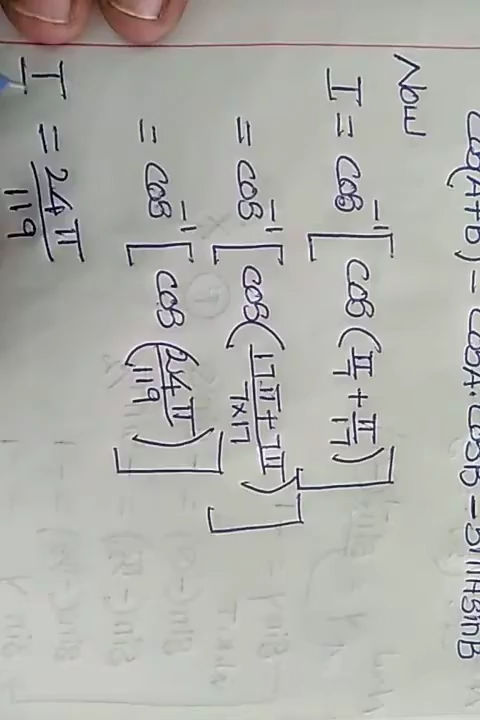 Cos(A+B) = CosA·CosB - SinASinB
Now
I = cos⁻¹[cos(π/7 + π/17)]
= cos⁻¹[cos((17π + 7π)/(7×17))]
= cos⁻¹[cos(24π/119)]
I = 24π/119